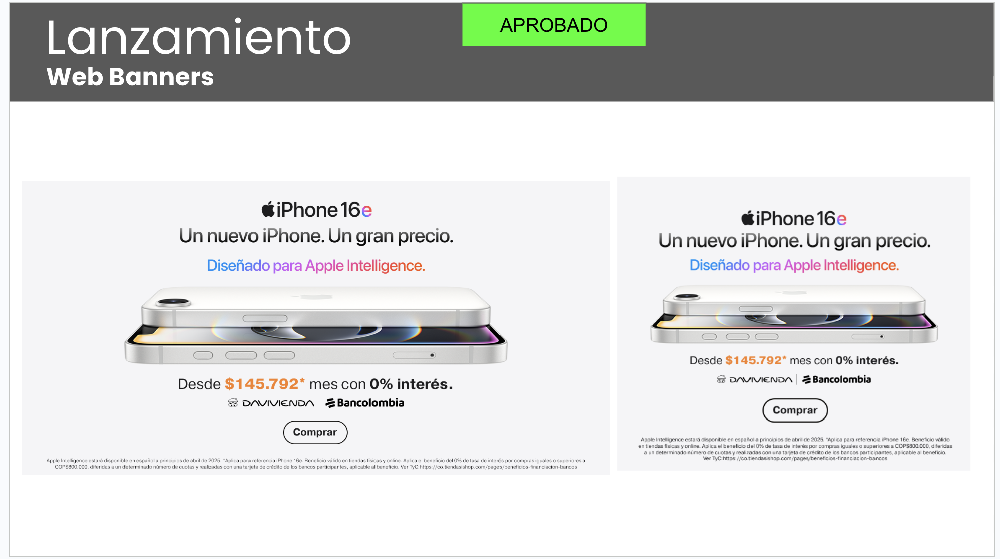 Lanzamiento
Web Banners
APROBADO
iPhone 16e
Un nuevo iPhone. Un gran precio.
Diseñado para Apple Intelligence.
Desde $145.792* mes con 0% interés.
DAVIVIENDA | Bancolombia
Comprar
Apple Intelligence estará disponible en español a principios de abril de 2025. *Aplica para referencia iPhone 16e. Beneficio válido en tiendas físicas y online. Aplica el beneficio del 0% de tasa de interés por compras iguales o superiores a
COP$800.000, diferidas a un determinado número de cuotas y realizadas con una tarjeta de crédito de los bancos participantes, aplicable al beneficio. Ver TyC:https://co.tiendasishop.com/pages/beneficios-financiacion-bancos
iPhone 16e
Un nuevo iPhone. Un gran precio.
Diseñado para Apple Intelligence.
Desde $145.792* mes con 0% interés.
DAVIVIENDA | Bancolombia
Comprar
Apple Intelligence estará disponible en español a principios de abril de 2025. *Aplica para referencia iPhone 16e. Beneficio válido
en tiendas físicas y online. Aplica el beneficio del 0% de tasa de interés por compras iguales o superiores a COP$800.000, diferidas
a un determinado número de cuotas y realizadas con una tarjeta de crédito de los bancos participantes, aplicable al beneficio.
Ver TyC:https://co.tiendasishop.com/pages/beneficios-financiacion-bancos